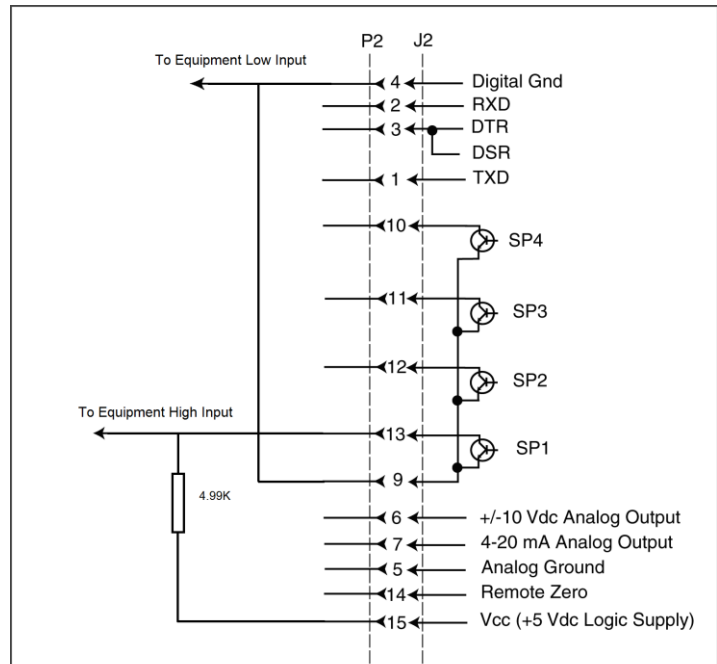 P2 J2
To Equipment Low Input
4 Digital Gnd
2 RXD
3 DTR
DSR
1 TXD
10 SP4
11 SP3
12 SP2
To Equipment High Input
13 SP1
9
4.99K
6 +/-10 Vdc Analog Output
7 4-20 mA Analog Output
5 Analog Ground
14 Remote Zero
15 Vcc (+5 Vdc Logic Supply)